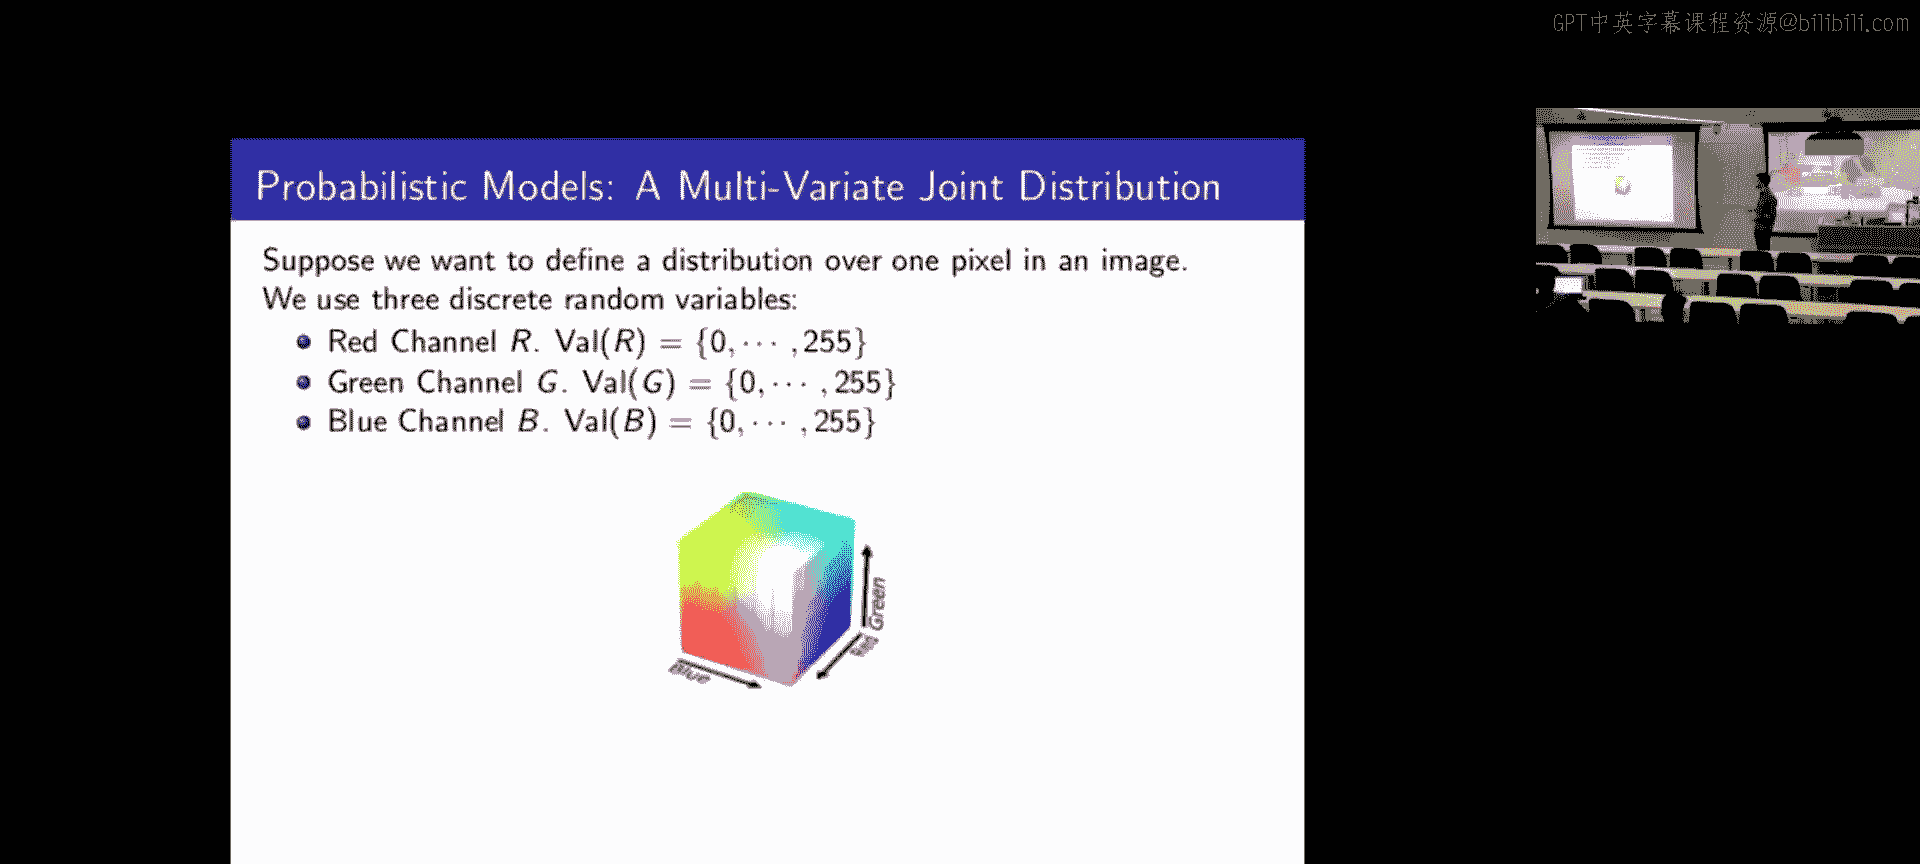 GPT中英字幕课程资源@bilibili.com
Probabilistic Models: A Multi-Variate Joint Distribution
Suppose we want to define a distribution over one pixel in an image.
We use three discrete random variables:
Red Channel R. Val(R) = {0, ··· , 255}
Green Channel G. Val(G) = {0, ··· , 255}
Blue Channel B. Val(B) = {0, ··· , 255}
Green
Blue